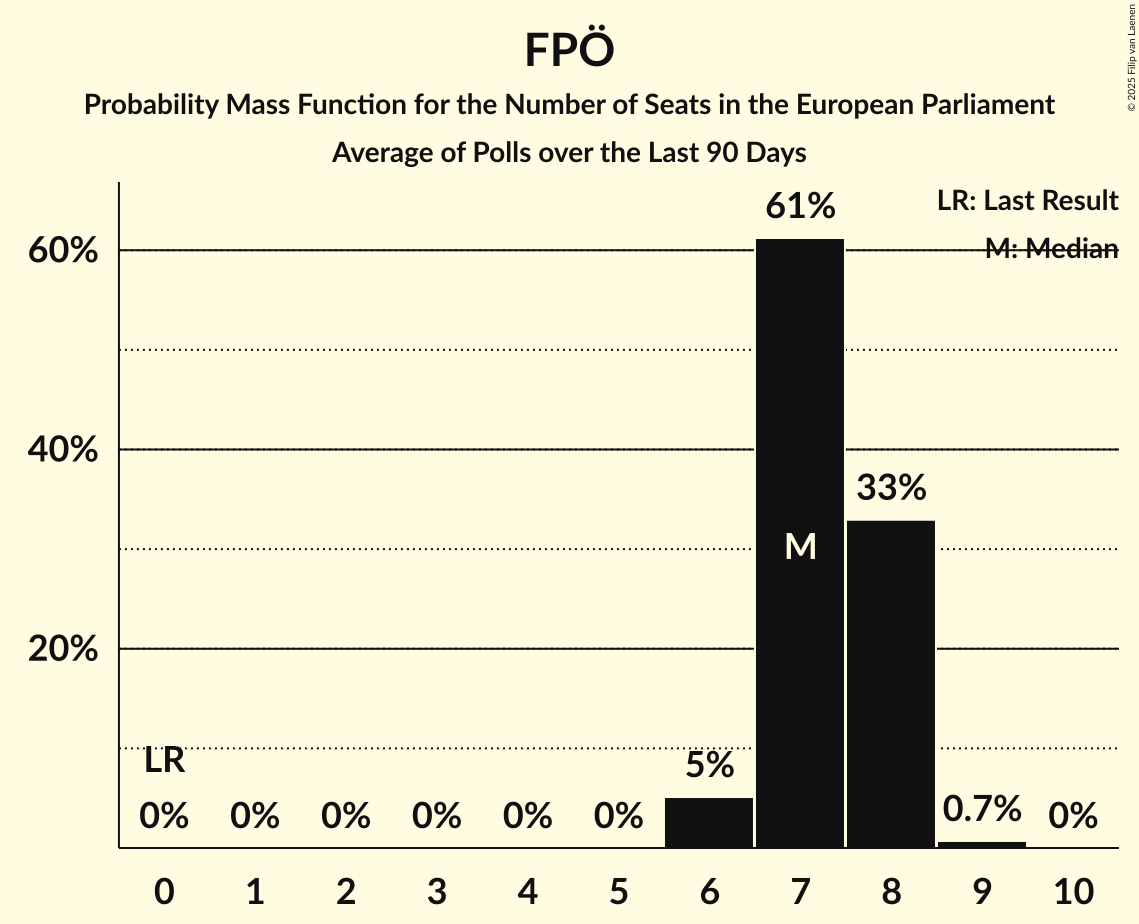 FPÖ
Probability Mass Function for the Number of Seats in the European Parliament
Average of Polls over the Last 90 Days
© 2025 Filip van Laenen
LR: Last Result
M: Median
60%
40%
20%
61%
33%
M
LR
5%
0% 0% 0% 0% 0% 0% 0.7% 0%
0 1 2 3 4 5 6 7 8 9 10